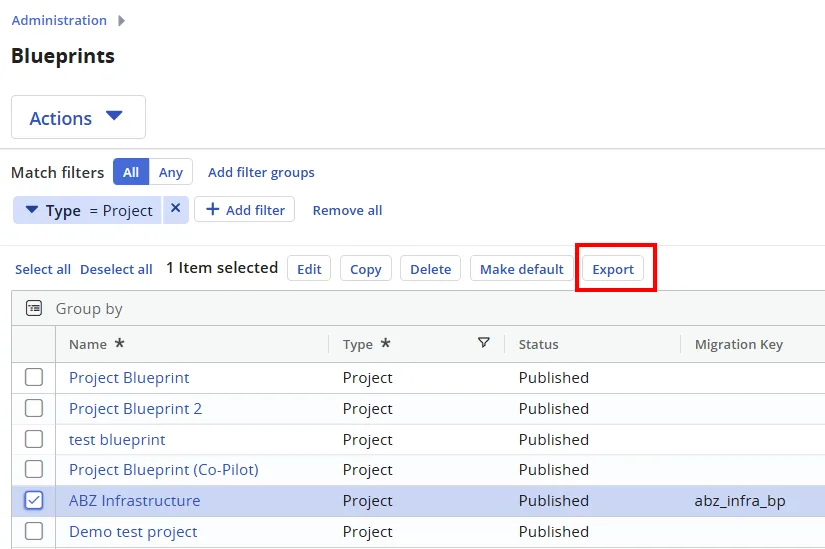 Administration
Blueprints
Actions
Match filters All Any Add filter groups
Type = Project × + Add filter Remove all
Select all Deselect all 1 Item selected Edit Copy Delete Make default Export
Group by
Name * Type * Status Migration Key
Project Blueprint Project Published
Project Blueprint 2 Project Published
test blueprint Project Published
Project Blueprint (Co-Pilot) Project Published
ABZ Infrastructure Project Published abz_infra_bp
Demo test project Project Published